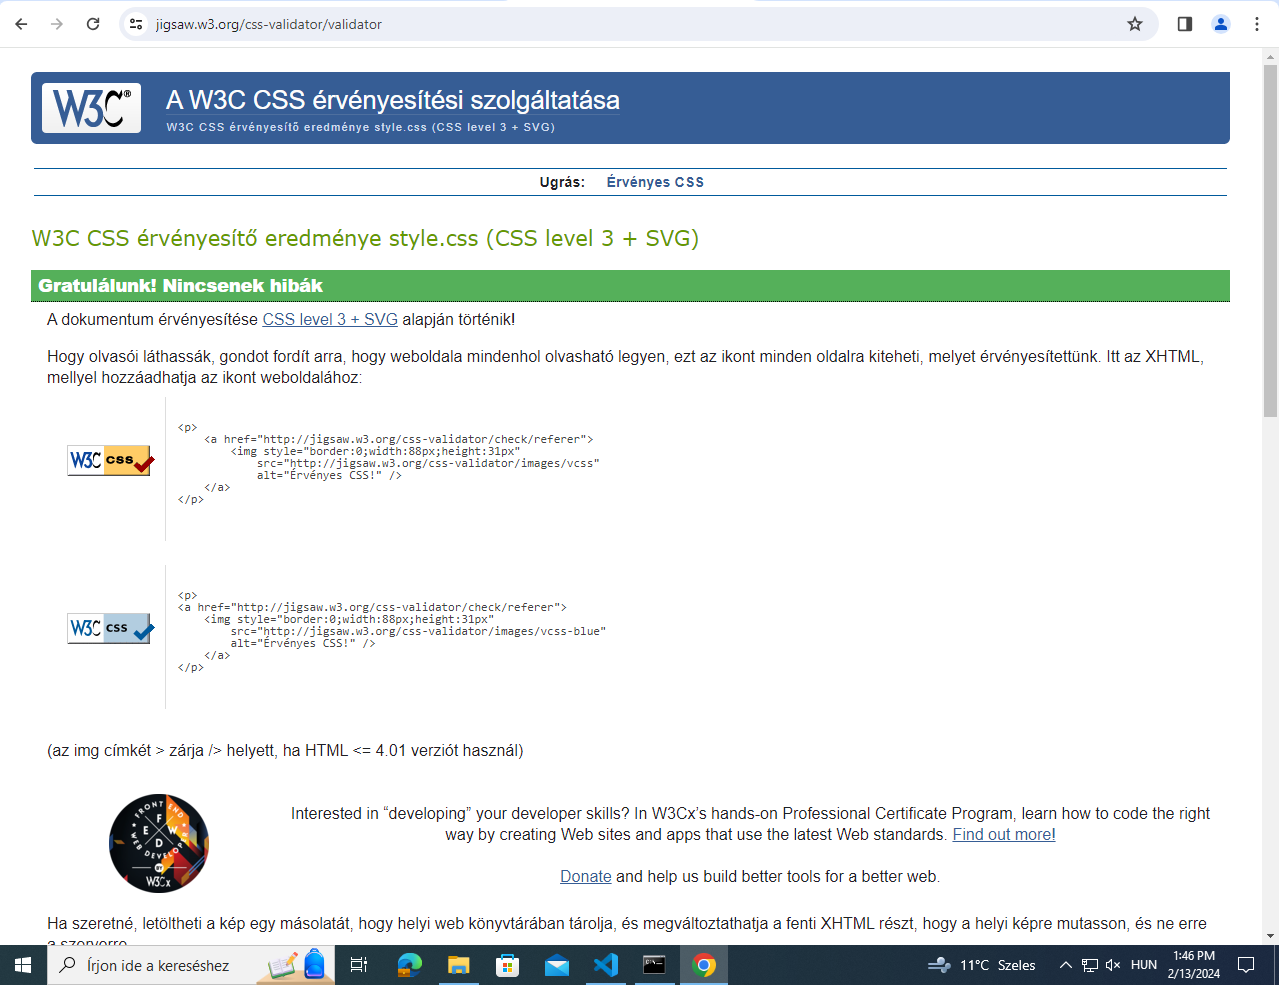 jigsaw.w3.org/css-validator/validator
W3C®
A W3C CSS érvényesítési szolgáltatása
W3C CSS érvényesítő eredménye style.css (CSS level 3 + SVG)
Ugrás: Érvényes CSS
W3C CSS érvényesítő eredménye style.css (CSS level 3 + SVG)
Gratulálunk! Nincsenek hibák
A dokumentum érvényesítése CSS level 3 + SVG alapján történik!
Hogy olvasói láthassák, gondot fordít arra, hogy weboldala mindenhol olvasható legyen, ezt az ikont minden oldalra kiteheti, melyet érvényesítettünk. Itt az XHTML,
mellyel hozzáadhatja az ikont weboldalához:
W3C css
<p>
<a href="http://jigsaw.w3.org/css-validator/check/referer">
<img style="border:0;width:88px;height:31px"
src="http://jigsaw.w3.org/css-validator/images/vcss"
alt="Érvényes CSS!" />
</a>
</p>
W3C css
<p>
<a href="http://jigsaw.w3.org/css-validator/check/referer">
<img style="border:0;width:88px;height:31px"
src="http://jigsaw.w3.org/css-validator/images/vcss-blue"
alt="Érvényes CSS!" />
</a>
</p>
(az img címkét > zárja /> helyett, ha HTML <= 4.01 verziót használ)
FRONT END
E F W D
WEB DEVELOPER
BY
W3Cx
Interested in “developing” your developer skills? In W3Cx’s hands-on Professional Certificate Program, learn how to code the right
way by creating Web sites and apps that use the latest Web standards. Find out more!
Donate and help us build better tools for a better web.
Ha szeretné, letöltheti a kép egy másolatát, hogy helyi web könyvtárában tárolja, és megváltoztathatja a fenti XHTML részt, hogy a helyi képre mutasson, és ne erre
a szerverre.
Írjon ide a kereséshez
11°C Szeles
HUN
1:46 PM
2/13/2024